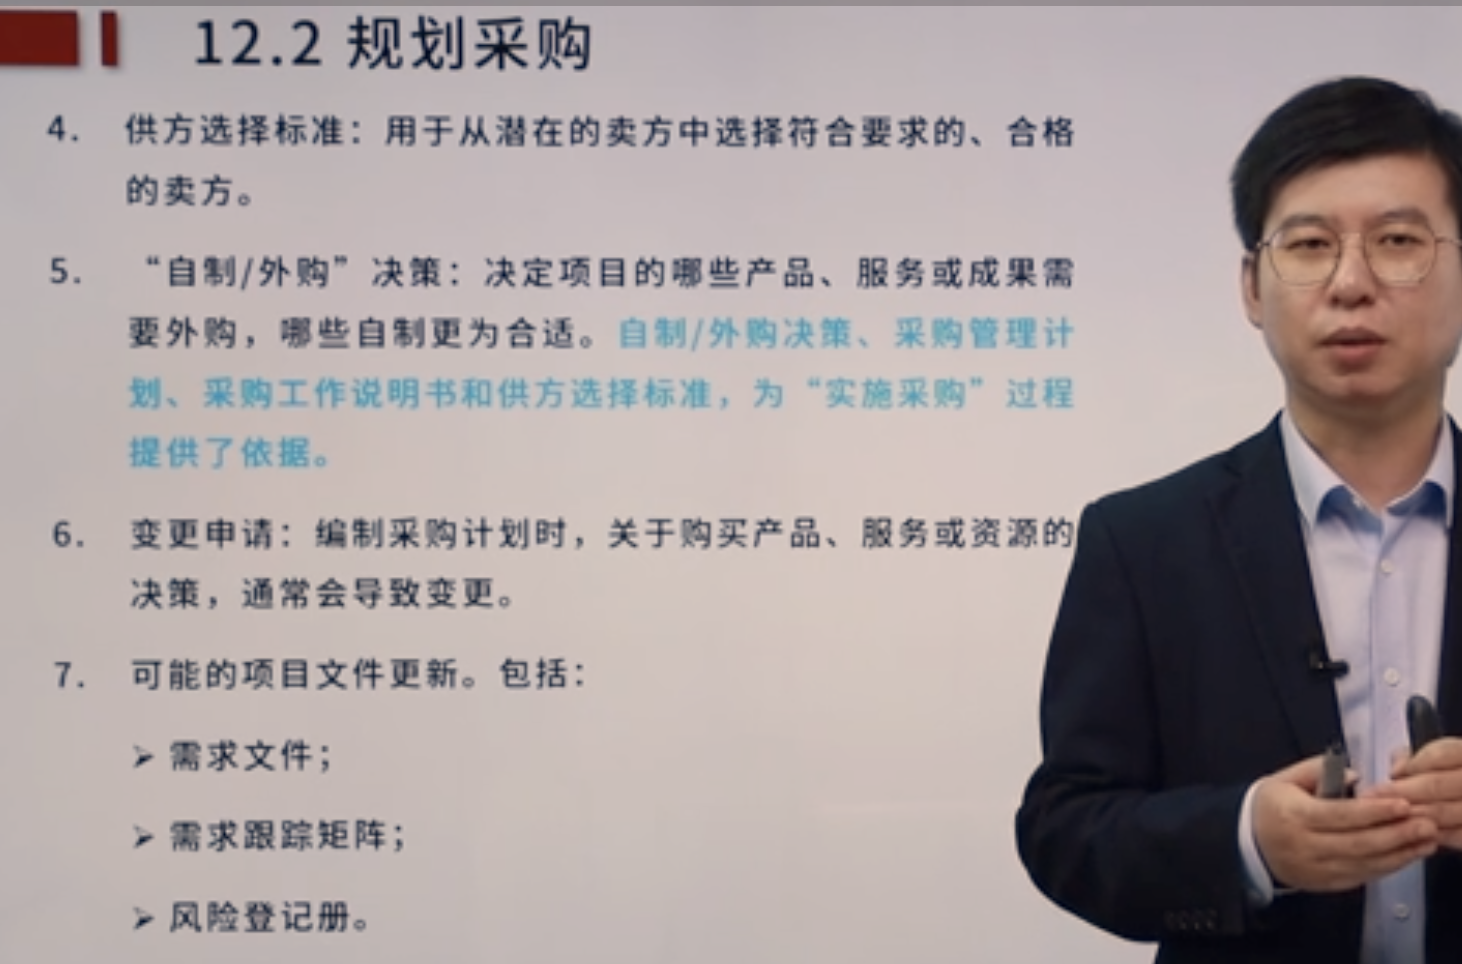 12.2 规划采购
4. 供方选择标准：用于从潜在的卖方中选择符合要求的、合格
的卖方。
5. “自制/外购”决策：决定项目的哪些产品、服务或成果需
要外购，哪些自制更为合适。自制/外购决策、采购管理计
划、采购工作说明书和供方选择标准，为“实施采购”过程
提供了依据。
6. 变更申请：编制采购计划时，关于购买产品、服务或资源的
决策，通常会导致变更。
7. 可能的项目文件更新。包括：
➢ 需求文件；
➢ 需求跟踪矩阵；
➢ 风险登记册。